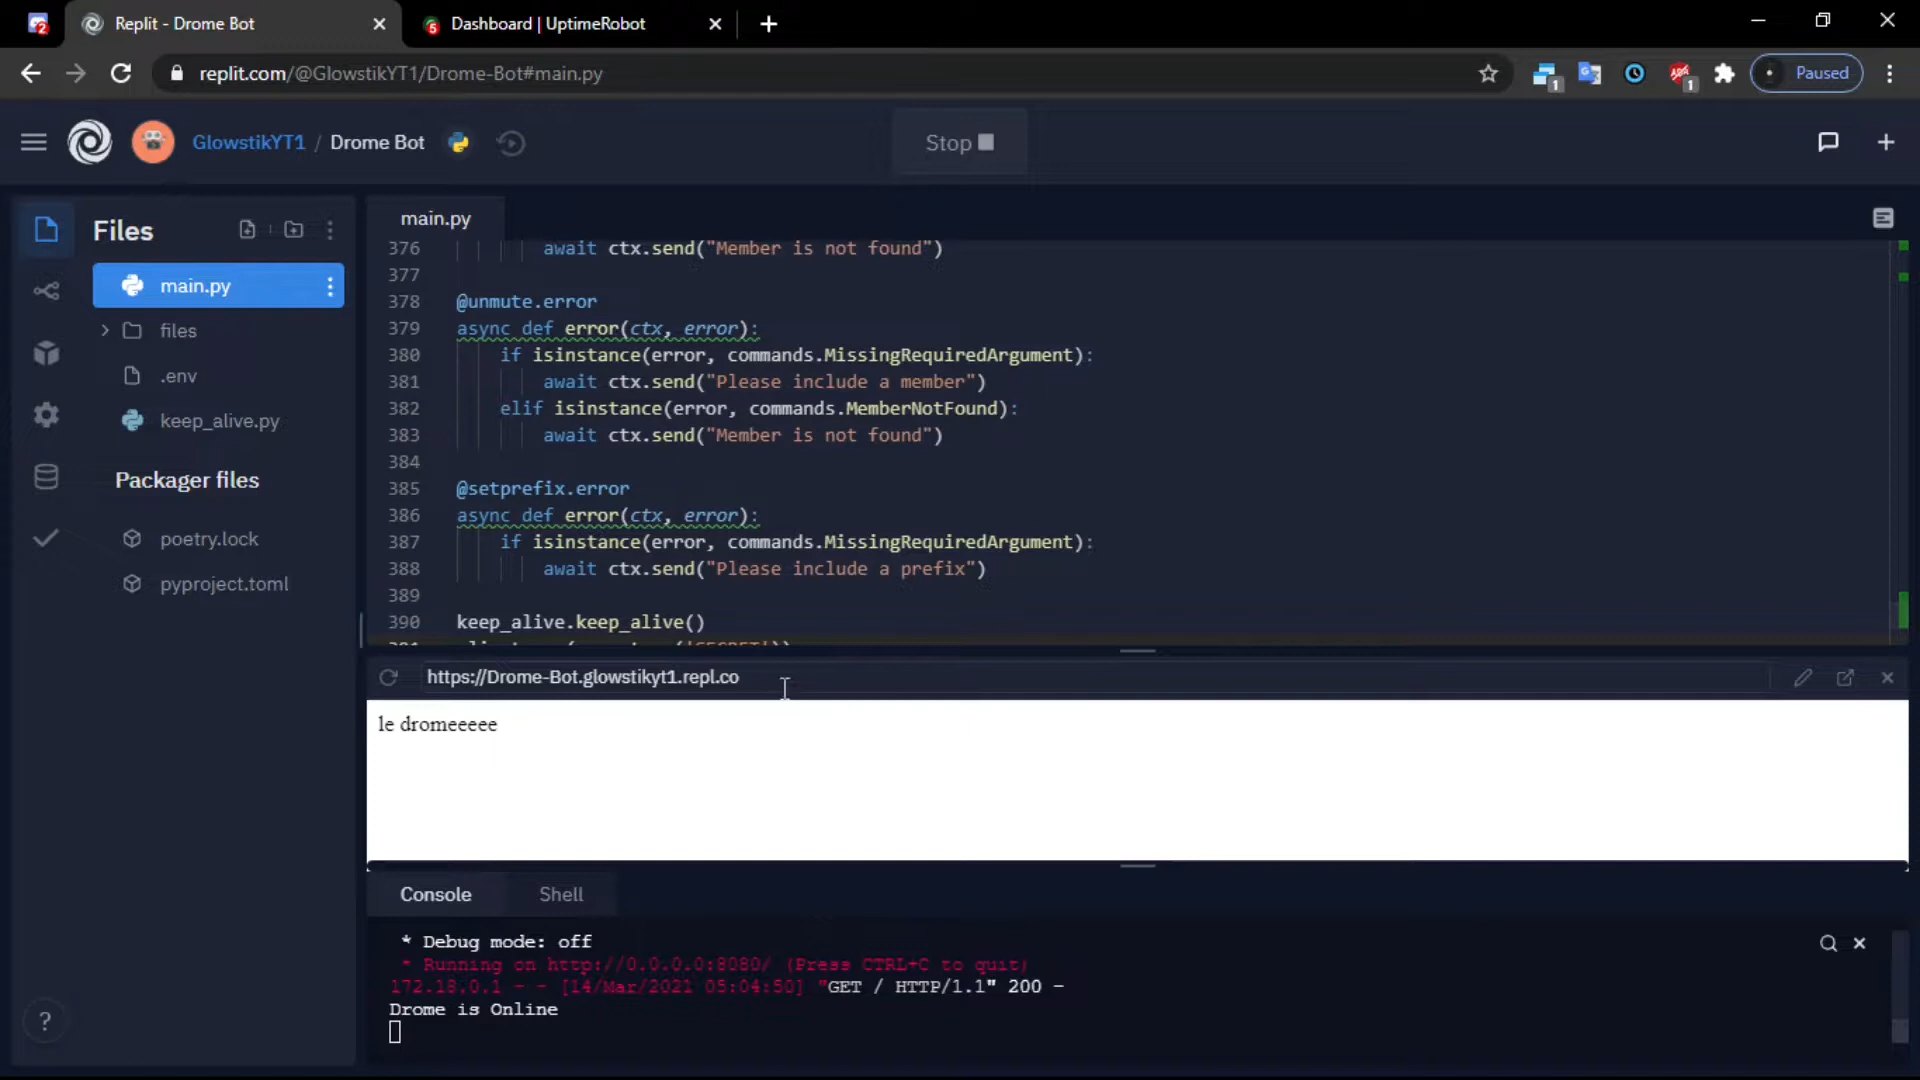 Replit - Drome Bot
Dashboard | UptimeRobot
replit.com/@GlowstikYT1/Drome-Bot#main.py
Paused
GlowstikYT1 / Drome Bot
Stop
Files
main.py
files
.env
keep_alive.py
Packager files
poetry.lock
pyproject.toml
main.py
376 await ctx.send("Member is not found")
377
378 @unmute.error
379 async def error(ctx, error):
380 if isinstance(error, commands.MissingRequiredArgument):
381 await ctx.send("Please include a member")
382 elif isinstance(error, commands.MemberNotFound):
383 await ctx.send("Member is not found")
384
385 @setprefix.error
386 async def error(ctx, error):
387 if isinstance(error, commands.MissingRequiredArgument):
388 await ctx.send("Please include a prefix")
389
390 keep_alive.keep_alive()
https://Drome-Bot.glowstikyt1.repl.co
le dromeeeeee
Console
Shell
* Debug mode: off
* Running on http://0.0.0.0:8080/ (Press CTRL+C to quit)
172.18.0.1 - - [14/Mar/2021 05:04:50] "GET / HTTP/1.1" 200 -
Drome is Online